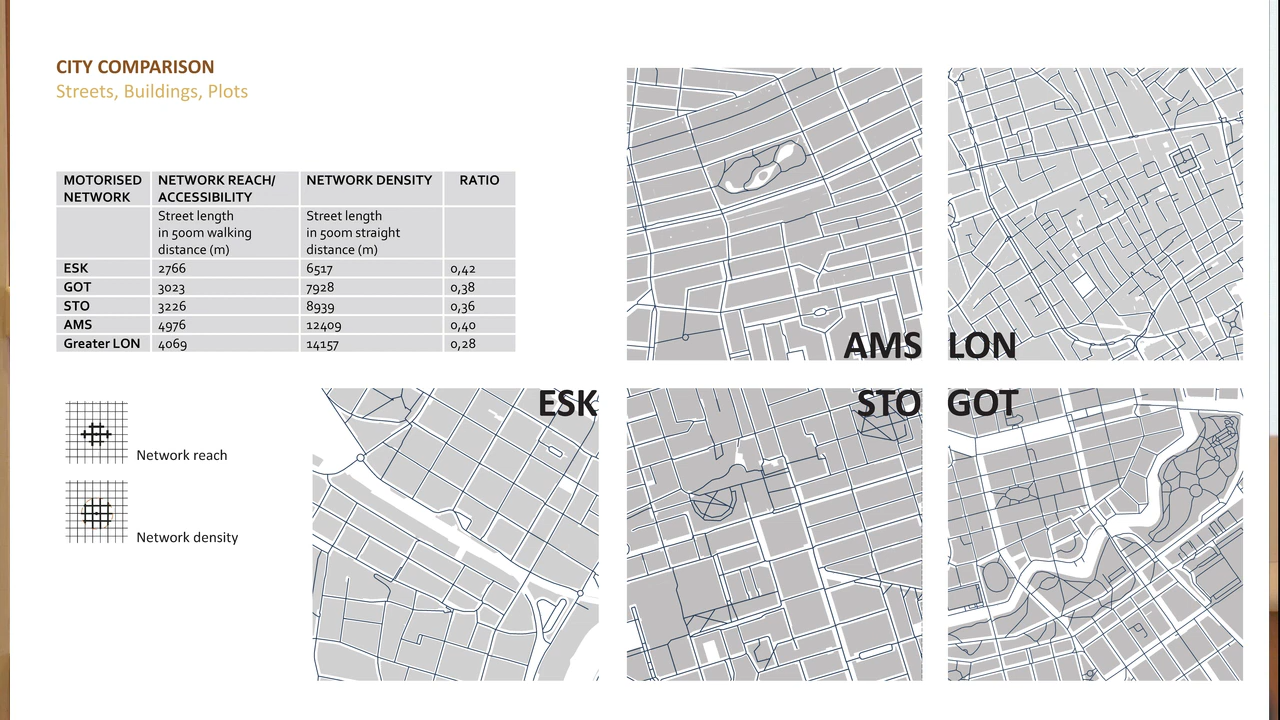 CITY COMPARISON
Streets, Buildings, Plots
MOTORISED NETWORK NETWORK REACH/ ACCESSIBILITY NETWORK DENSITY RATIO
Street length in 500m walking distance (m) Street length in 500m straight distance (m)
ESK 2766 6517 0,42
GOT 3023 7928 0,38
STO 3226 8939 0,36
AMS 4976 12409 0,40
Greater LON 4069 14157 0,28
Network reach
Network density
AMS LON
ESK STO GOT